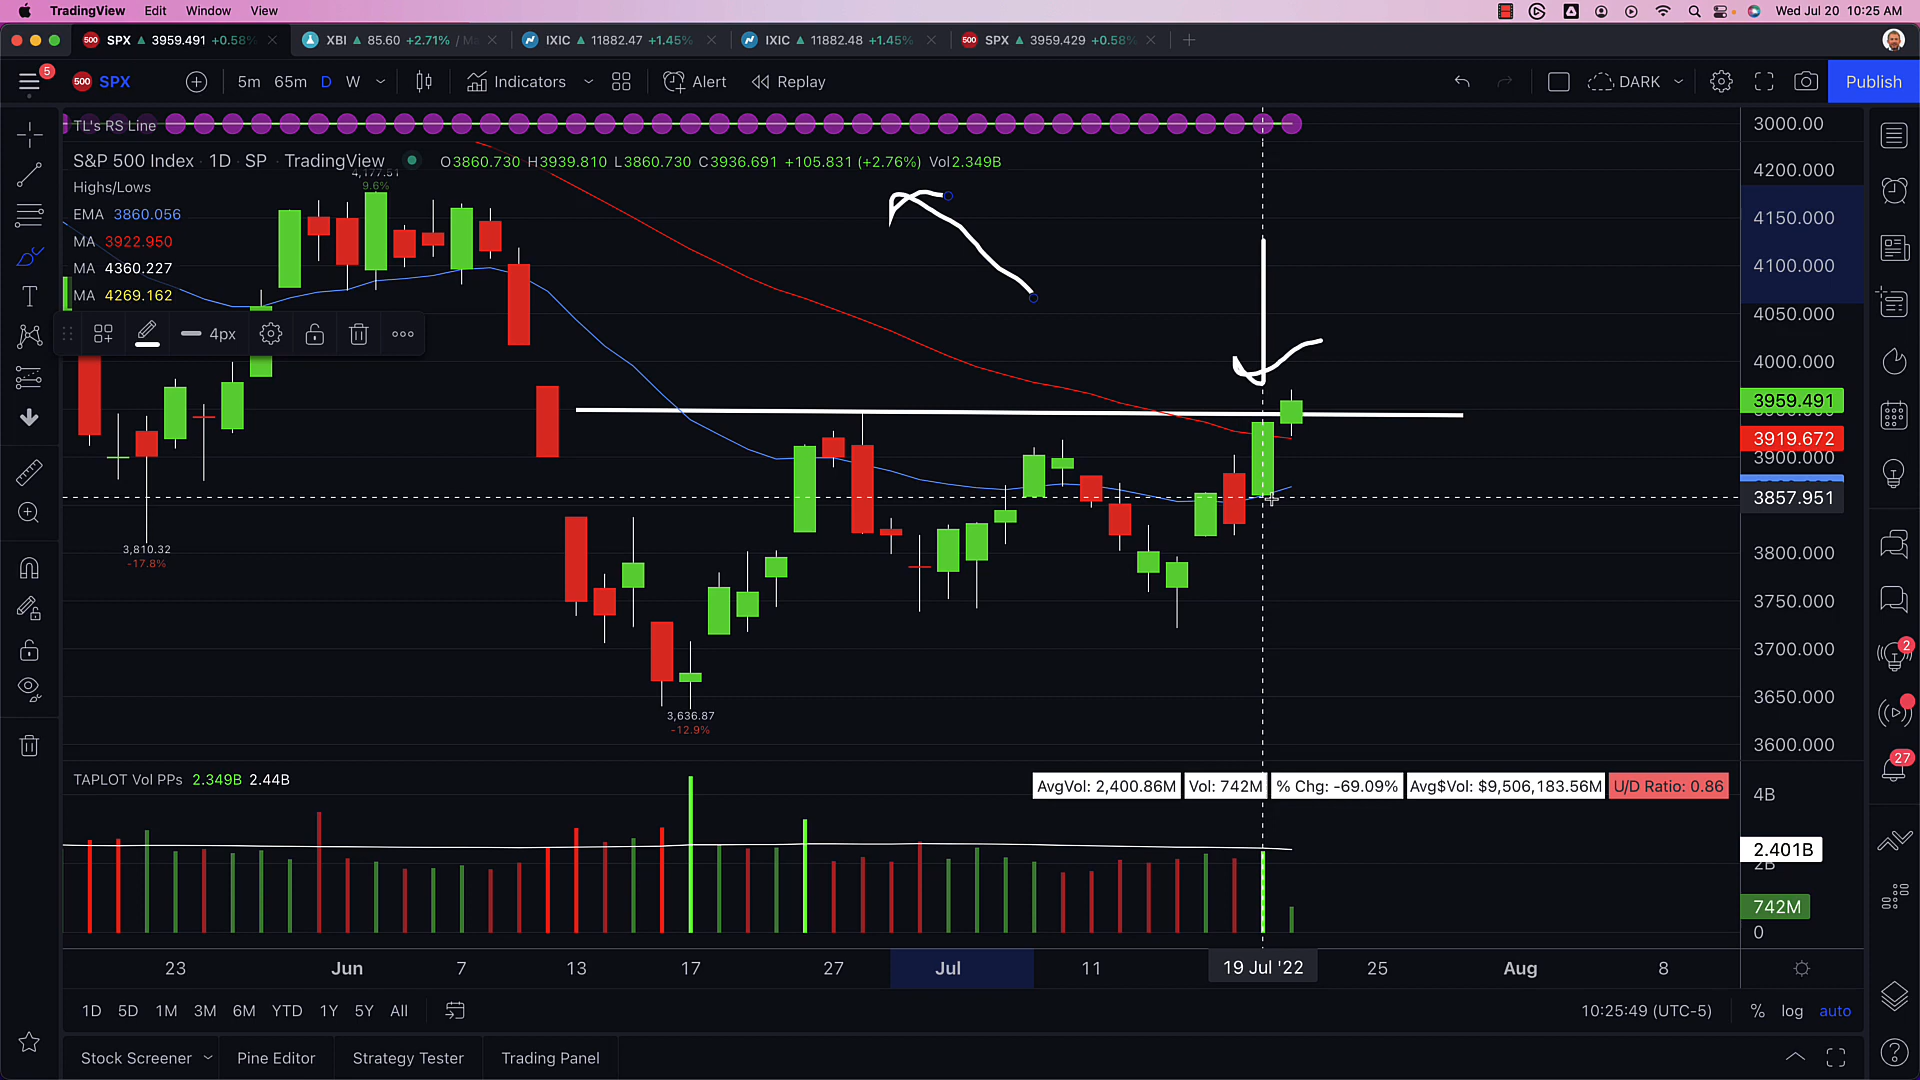 TradingView Edit Window View Wed Jul 20 10:25 AM
500 SPX 3959.491 +0.58% XBI 85.60 +2.71% IXIC 11882.47 +1.45% IXIC 11882.48 +1.45% 500 SPX 3959.429 +0.58%
5 500 SPX 5m 65m D W Indicators Alert Replay DARK Publish
TL's RS Line 3000.00
S&P 500 Index · 1D · SP · TradingView O3860.730 H3939.810 L3860.730 C3936.691 +105.831 (+2.76%) Vol2.349B
4200.000
4,177.51
9.6%
Highs/Lows
EMA 3860.056
4150.000
MA 3922.950
MA 4360.227
4100.000
MA 4269.162
4050.000
4px
4000.000
3959.491
3919.672
3900.000
3857.951
3,810.32
-17.8%
3800.000
3750.000
3700.000
2
3650.000
3,636.87
-12.9%
3600.000
27
TAPLOT Vol PPs 2.349B 2.44B
AvgVol: 2,400.86M Vol: 742M % Chg: -69.09% Avg$Vol: $9,506,183.56M U/D Ratio: 0.86
4B
2.401B
2B
742M
0
23 Jun 7 13 17 27 Jul 11 19 Jul '22 25 Aug 8
1D 5D 1M 3M 6M YTD 1Y 5Y All 10:25:49 (UTC-5) % log auto
Stock Screener Pine Editor Strategy Tester Trading Panel